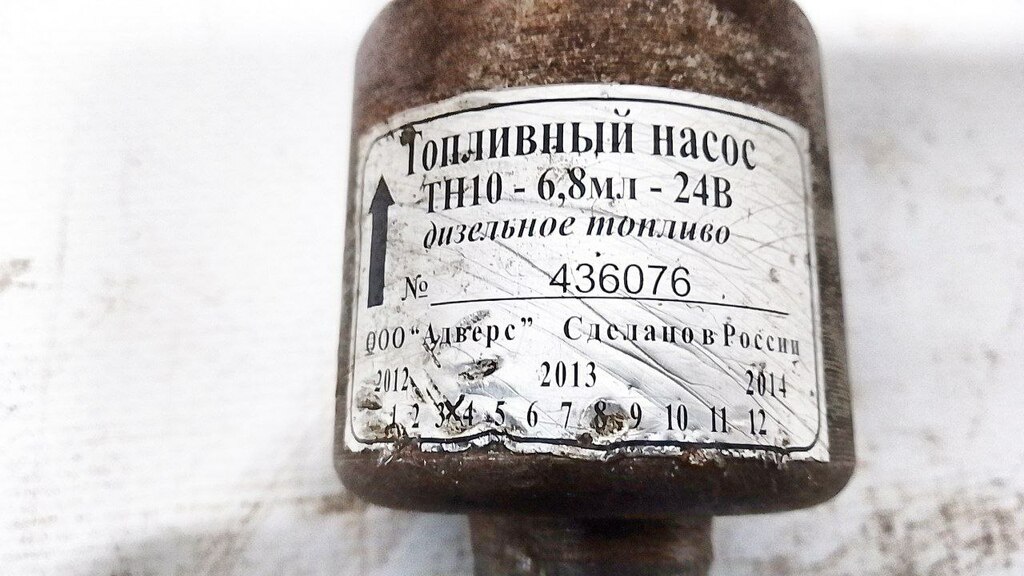 Топливный насос
ТН10 - 6,8мл - 24В
дизельное топливо
№ 436076
ООО “Адверс” Сделано в России
2012 2013 2014
1 2 3 4 5 6 7 8 9 10 11 12